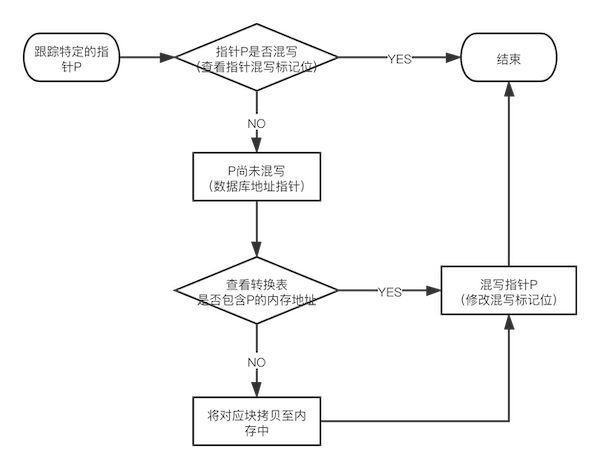 跟踪特定的指
针P
指针P是否混写
（查看指针混写标记位）
YES
结束
NO
P尚未混写
（数据库地址指针）
查看转换表
是否包含P的内存地址
YES
混写指针P
（修改混写标记位）
NO
将对应块拷贝至内
存中